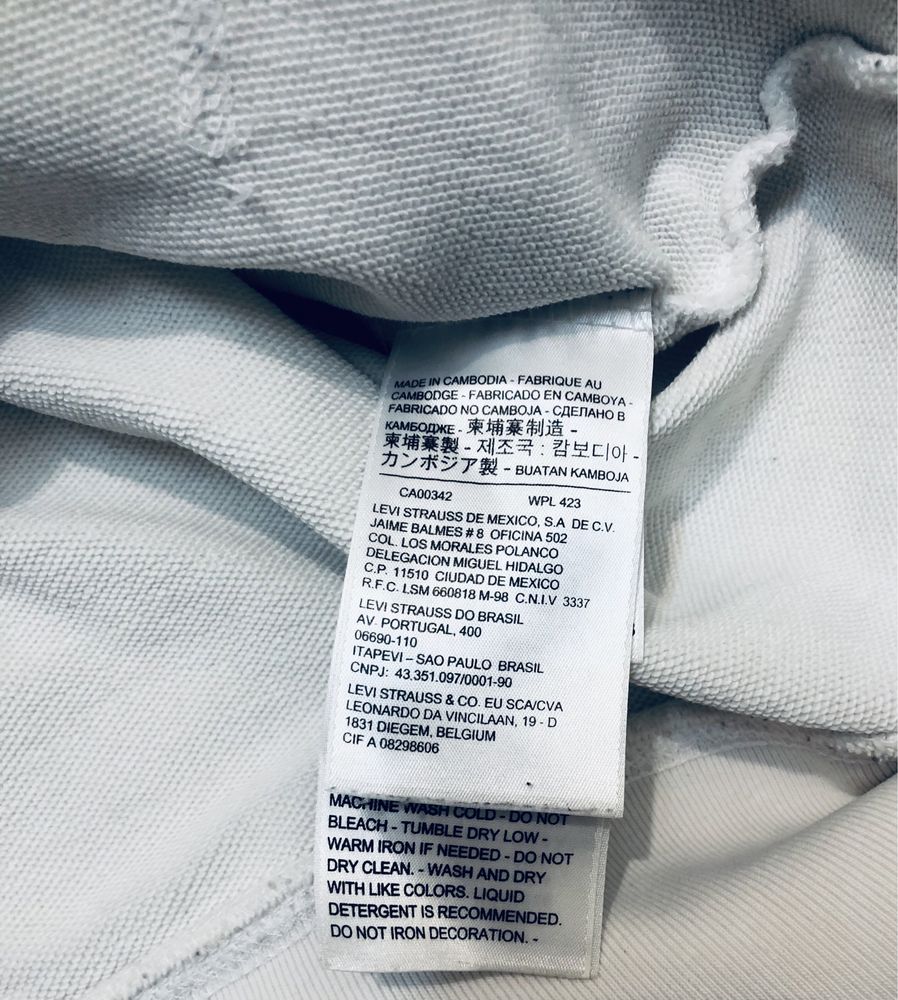 MADE IN CAMBODIA - FABRIQUE AU
CAMBODGE - FABRICADO EN CAMBOYA -
FABRICADO NO CAMBOJA - СДЕЛАНО В
КАМБОДЖЕ - 柬埔寨制造 -
柬埔寨製 - 제조국 : 캄보디아 -
カンボジア製 - BUATAN KAMBOJA
CA00342 WPL 423
LEVI STRAUSS DE MEXICO, S.A DE C.V.
JAIME BALMES # 8 OFICINA 502
COL. LOS MORALES POLANCO
DELEGACION MIGUEL HIDALGO
C.P. 11510 CIUDAD DE MEXICO
R.F.C. LSM 660818 M-98 C.N.I.V 3337
LEVI STRAUSS DO BRASIL
AV. PORTUGAL, 400
06690-110
ITAPEVI – SAO PAULO BRASIL
CNPJ: 43.351.097/0001-90
LEVI STRAUSS & CO. EU SCA/CVA
LEONARDO DA VINCILAAN, 19 - D
1831 DIEGEM, BELGIUM
CIF A 08298606
MACHINE WASH COLD - DO NOT
BLEACH - TUMBLE DRY LOW -
WARM IRON IF NEEDED - DO NOT
DRY CLEAN. - WASH AND DRY
WITH LIKE COLORS. LIQUID
DETERGENT IS RECOMMENDED.
DO NOT IRON DECORATION. -